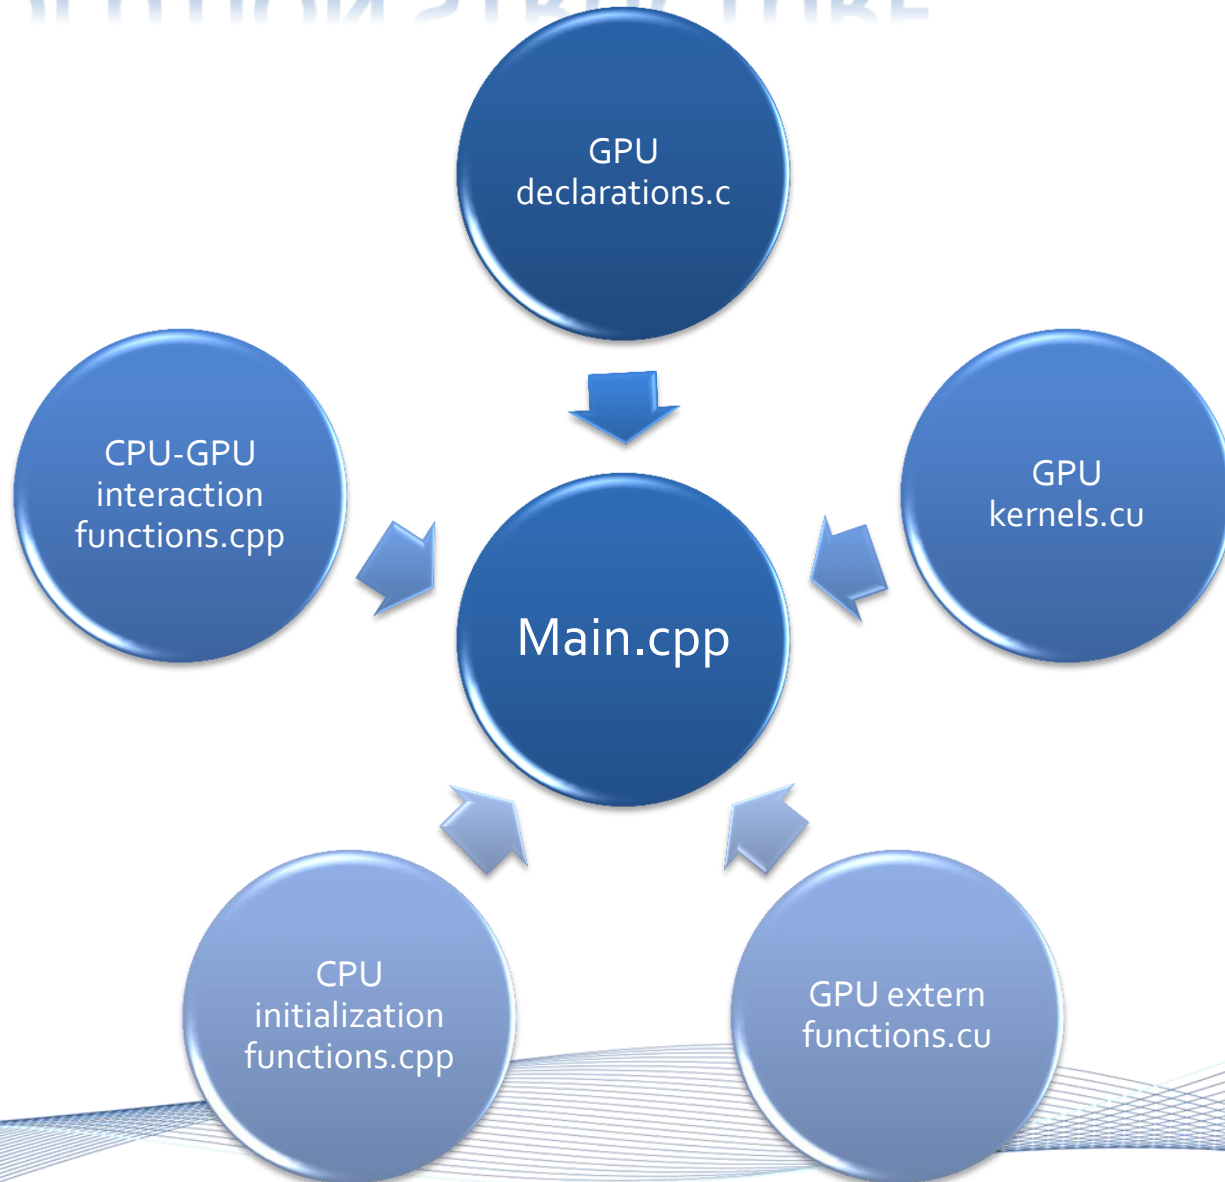 GPU
declarations.c
CPU-GPU
interaction
functions.cpp
GPU
kernels.cu
Main.cpp
CPU
initialization
functions.cpp
GPU extern
functions.cu